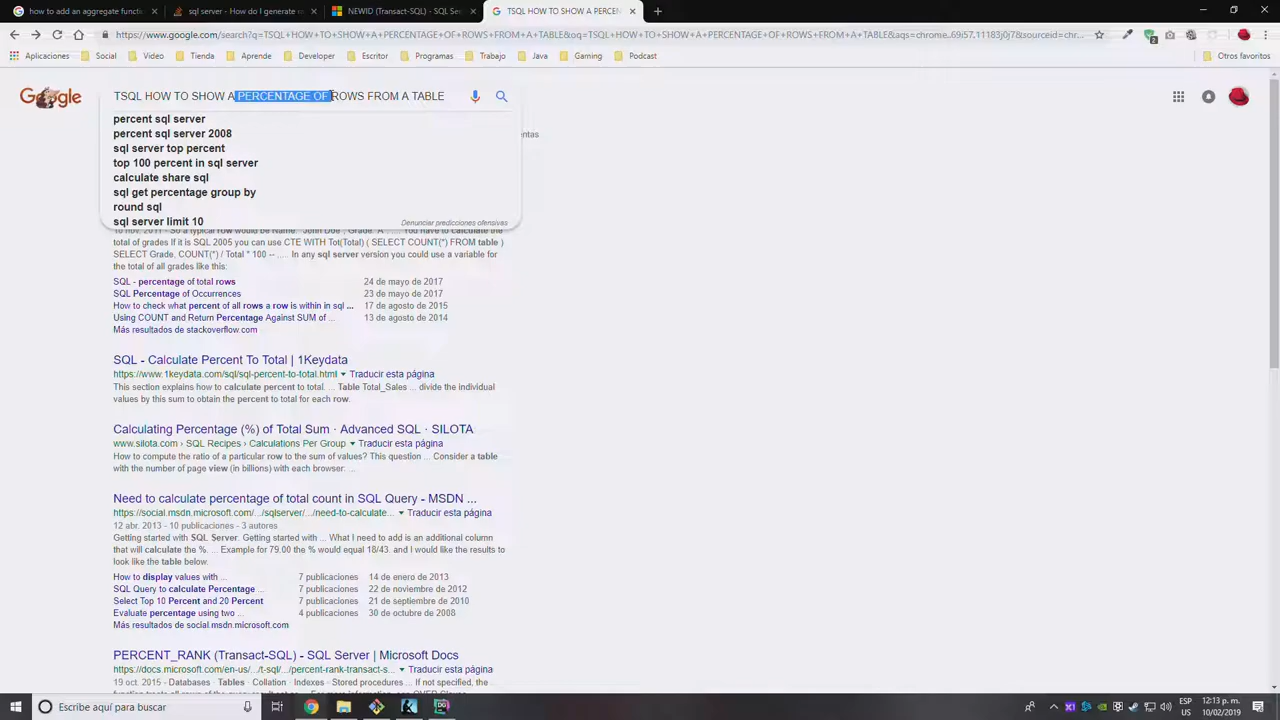 how to add an aggregate functio
sql server - How do I generate r
NEWID (Transact-SQL) - SQL Serv
TSQL HOW TO SHOW A PERCEN
https://www.google.com/search?q=TSQL+HOW+TO+SHOW+A+PERCENTAGE+OF+ROWS+FROM+A+TABLE&oq=TSQL+HOW+TO+SHOW+A+PERCENTAGE+OF+ROWS+FROM+A+TABLE&aqs=chrome..69i57.11183j0j7&sourceid=chr...
2
Aplicaciones Social Video Tienda Aprende Developer Escritor Programas Trabajo Java Gaming Podcast Otros favoritos
Google
TSQL HOW TO SHOW A PERCENTAGE OF ROWS FROM A TABLE
percent sql server
percent sql server 2008
sql server top percent
top 100 percent in sql server
calculate share sql
sql get percentage group by
round sql
sql server limit 10
Denunciar predicciones ofensivas
entas
10 nov. 2011 - So a typical row would be Name: "John Doe", Grade: "A". ... You have to calculate the
total of grades If it is SQL 2005 you can use CTE WITH Tot(Total) ( SELECT COUNT(*) FROM table )
SELECT Grade, COUNT(*) / Total * 100 -- ..... In any sql server version you could use a variable for
the total of all grades like this:
SQL - percentage of total rows 24 de mayo de 2017
SQL Percentage of Occurrences 23 de mayo de 2017
How to check what percent of all rows a row is within in sql ... 17 de agosto de 2015
Using COUNT and Return Percentage Against SUM of ... 13 de agosto de 2014
Más resultados de stackoverflow.com
SQL - Calculate Percent To Total | 1Keydata
https://www.1keydata.com/sql/sql-percent-to-total.html ▼ Traducir esta página
This section explains how to calculate percent to total. ... Table Total_Sales ... divide the individual
values by this sum to obtain the percent to total for each row.
Calculating Percentage (%) of Total Sum · Advanced SQL · SILOTA
www.silota.com › SQL Recipes › Calculations Per Group ▼ Traducir esta página
How to compute the ratio of a particular row to the sum of values? This question ... Consider a table
with the number of page view (in billions) with each browser: ...
Need to calculate percentage of total count in SQL Query - MSDN ...
https://social.msdn.microsoft.com/.../sqlserver/.../need-to-calculate... ▼ Traducir esta página
12 abr. 2013 - 10 publicaciones - 3 autores
Getting started with SQL Server. Getting started with ... What I need to add is an additional column
that will calculate the %. ... Example for 79.00 the % would equal 18/43. and I would like the results to
look like the table below.
How to display values with ... 7 publicaciones 14 de enero de 2013
SQL Query to calculate Percentage ... 7 publicaciones 22 de noviembre de 2012
Select Top 10 Percent and 20 Percent 7 publicaciones 21 de septiembre de 2010
Evaluate percentage using two ... 4 publicaciones 30 de octubre de 2008
Más resultados de social.msdn.microsoft.com
PERCENT_RANK (Transact-SQL) - SQL Server | Microsoft Docs
https://docs.microsoft.com/en-us/.../t-sql/.../percent-rank-transact-s... ▼ Traducir esta página
19 oct. 2015 - Databases · Tables · Collation · Indexes · Stored procedures ... If not specified, the
Escribe aquí para buscar
ESP
US
12:13 p. m.
10/02/2019